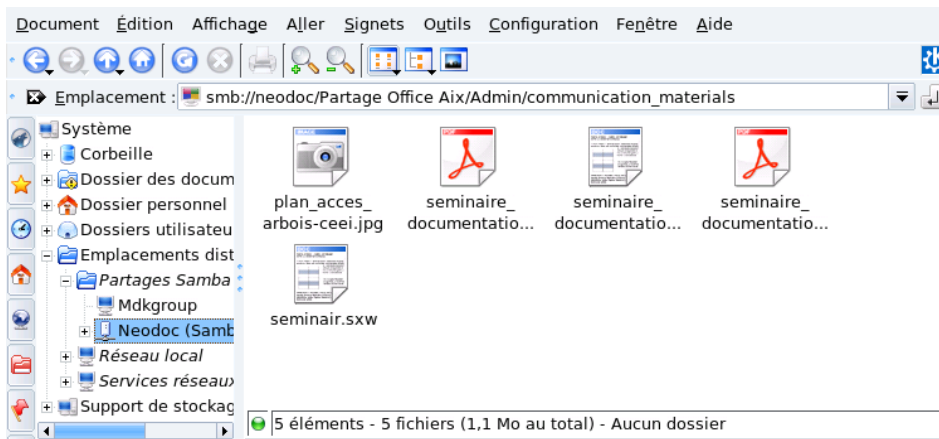 Document Édition Affichage Aller Signets Outils Configuration Fenêtre Aide
Emplacement : smb://neodoc/Partage Office Aix/Admin/communication_materials
Système
Corbeille
Dossier des docum
Dossier personnel
Dossiers utilisateu
Emplacements dist
Partages Samba
Mdkgroup
Neodoc (Samb
Réseau local
Services réseaux
Support de stockag
plan_acces_
arbois-ceei.jpg
seminaire_
documentatio...
seminaire_
documentatio...
seminaire_
documentatio...
seminair.sxw
5 éléments - 5 fichiers (1,1 Mo au total) - Aucun dossier